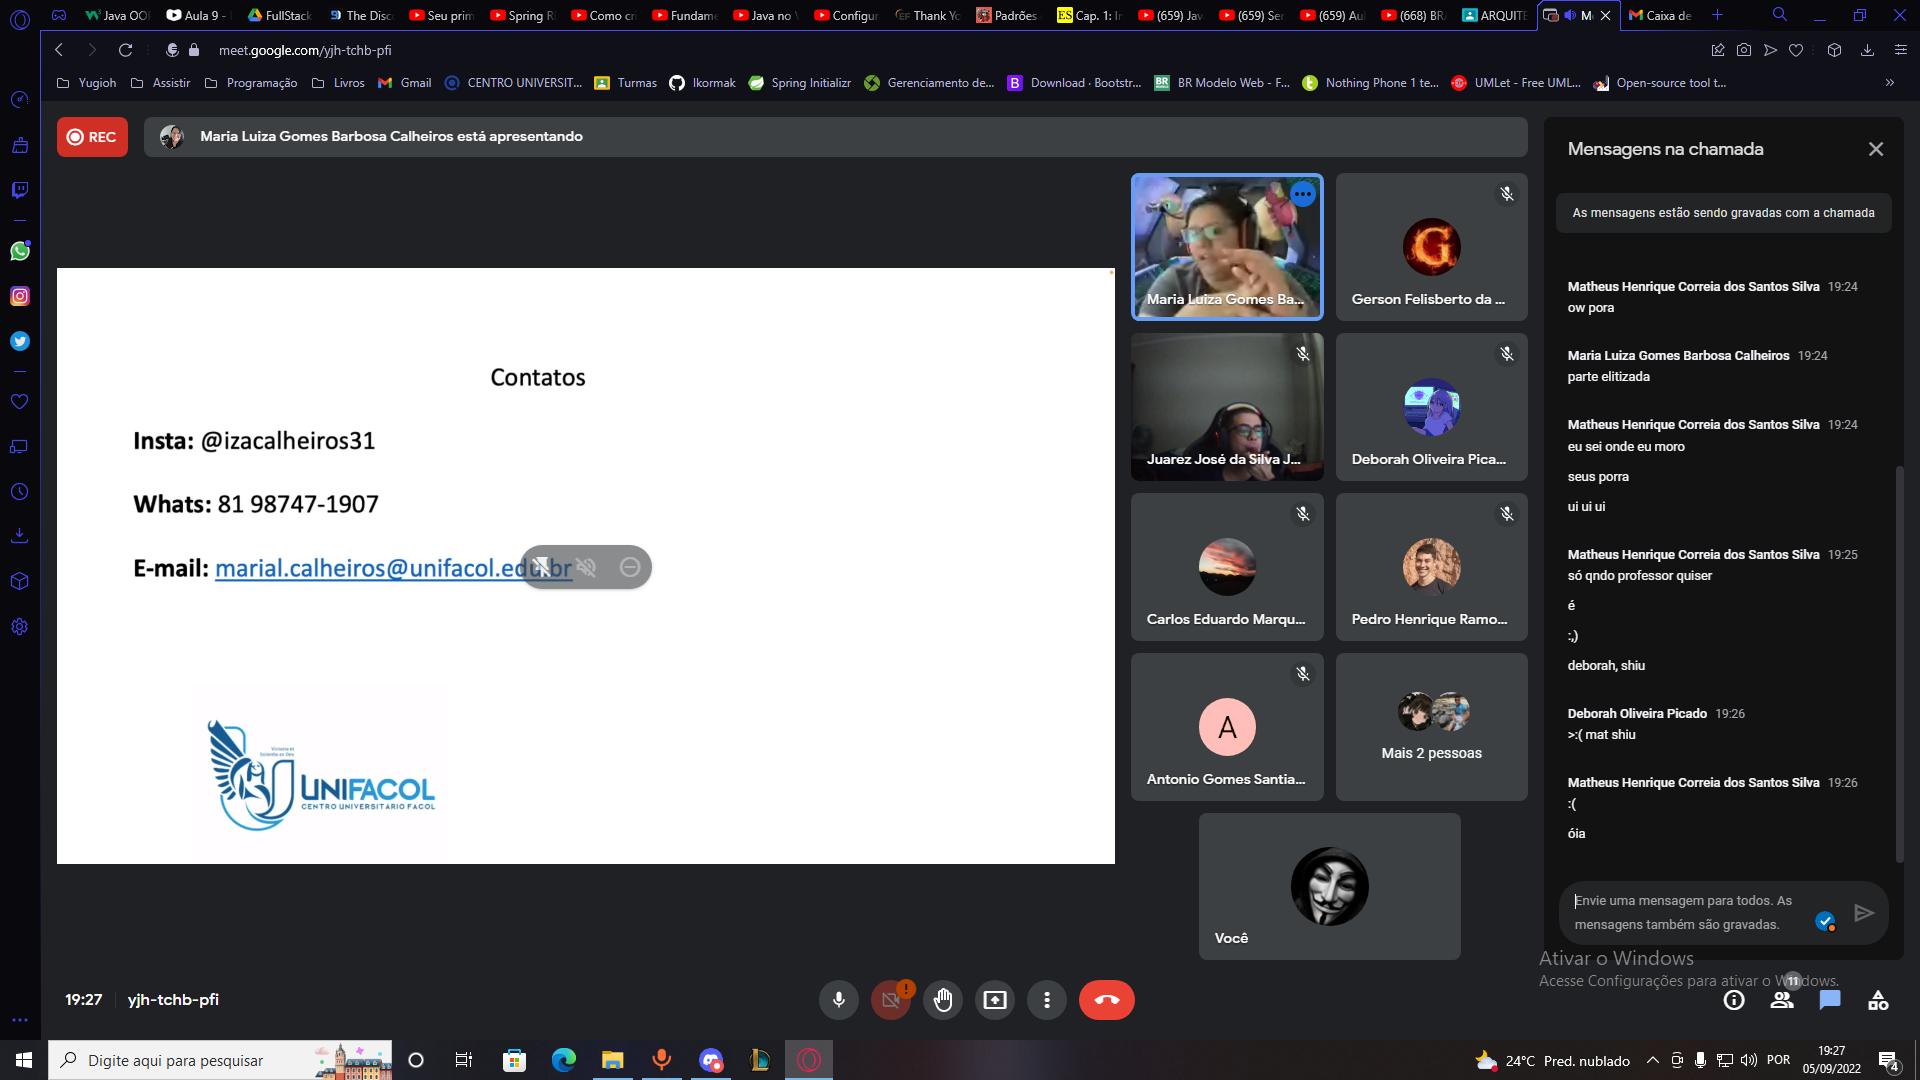 Java OOP
Aula 9 -
FullStack
The Disc
Seu prim
Spring R
Como cr
Fundame
Java no V
Configur
Thank Yo
Padrões
Cap. 1: I
(659) Jav
(659) Ser
(659) Aul
(668) BRA
ARQUITE
M
Caixa de
meet.google.com/yjh-tchb-pfi
Yugioh
Assistir
Programação
Livros
Gmail
CENTRO UNIVERSIT...
Turmas
Ikormak
Spring Initializr
Gerenciamento de...
Download · Bootstr...
BR Modelo Web - F...
Nothing Phone 1 te...
UMLet - Free UML...
Open-source tool t...
REC
Maria Luiza Gomes Barbosa Calheiros está apresentando
Contatos
Insta: @izacalheiros31
Whats: 81 98747-1907
E-mail: marial.calheiros@unifacol.edu.br
UNIFACOL
CENTRO UNIVERSITÁRIO FACOL
Maria Luiza Gomes Ba...
Gerson Felisberto da ...
Juarez José da Silva J...
Deborah Oliveira Pica...
Carlos Eduardo Marqu...
Pedro Henrique Ramo...
A
Antonio Gomes Santia...
Mais 2 pessoas
Você
Mensagens na chamada
As mensagens estão sendo gravadas com a chamada
Matheus Henrique Correia dos Santos Silva 19:24
ow pora
Maria Luiza Gomes Barbosa Calheiros 19:24
parte elitizada
Matheus Henrique Correia dos Santos Silva 19:24
eu sei onde eu moro
seus porra
ui ui ui
Matheus Henrique Correia dos Santos Silva 19:25
só qndo professor quiser
é
:,)
deborah, shiu
Deborah Oliveira Picado 19:26
>:( mat shiu
Matheus Henrique Correia dos Santos Silva 19:26
:(
óia
Envie uma mensagem para todos. As
mensagens também são gravadas.
Ativar o Windows
Acesse Configurações para ativar o Windows.
19:27
yjh-tchb-pfi
11
Digite aqui para pesquisar
24°C Pred. nublado
POR
19:27
05/09/2022
4